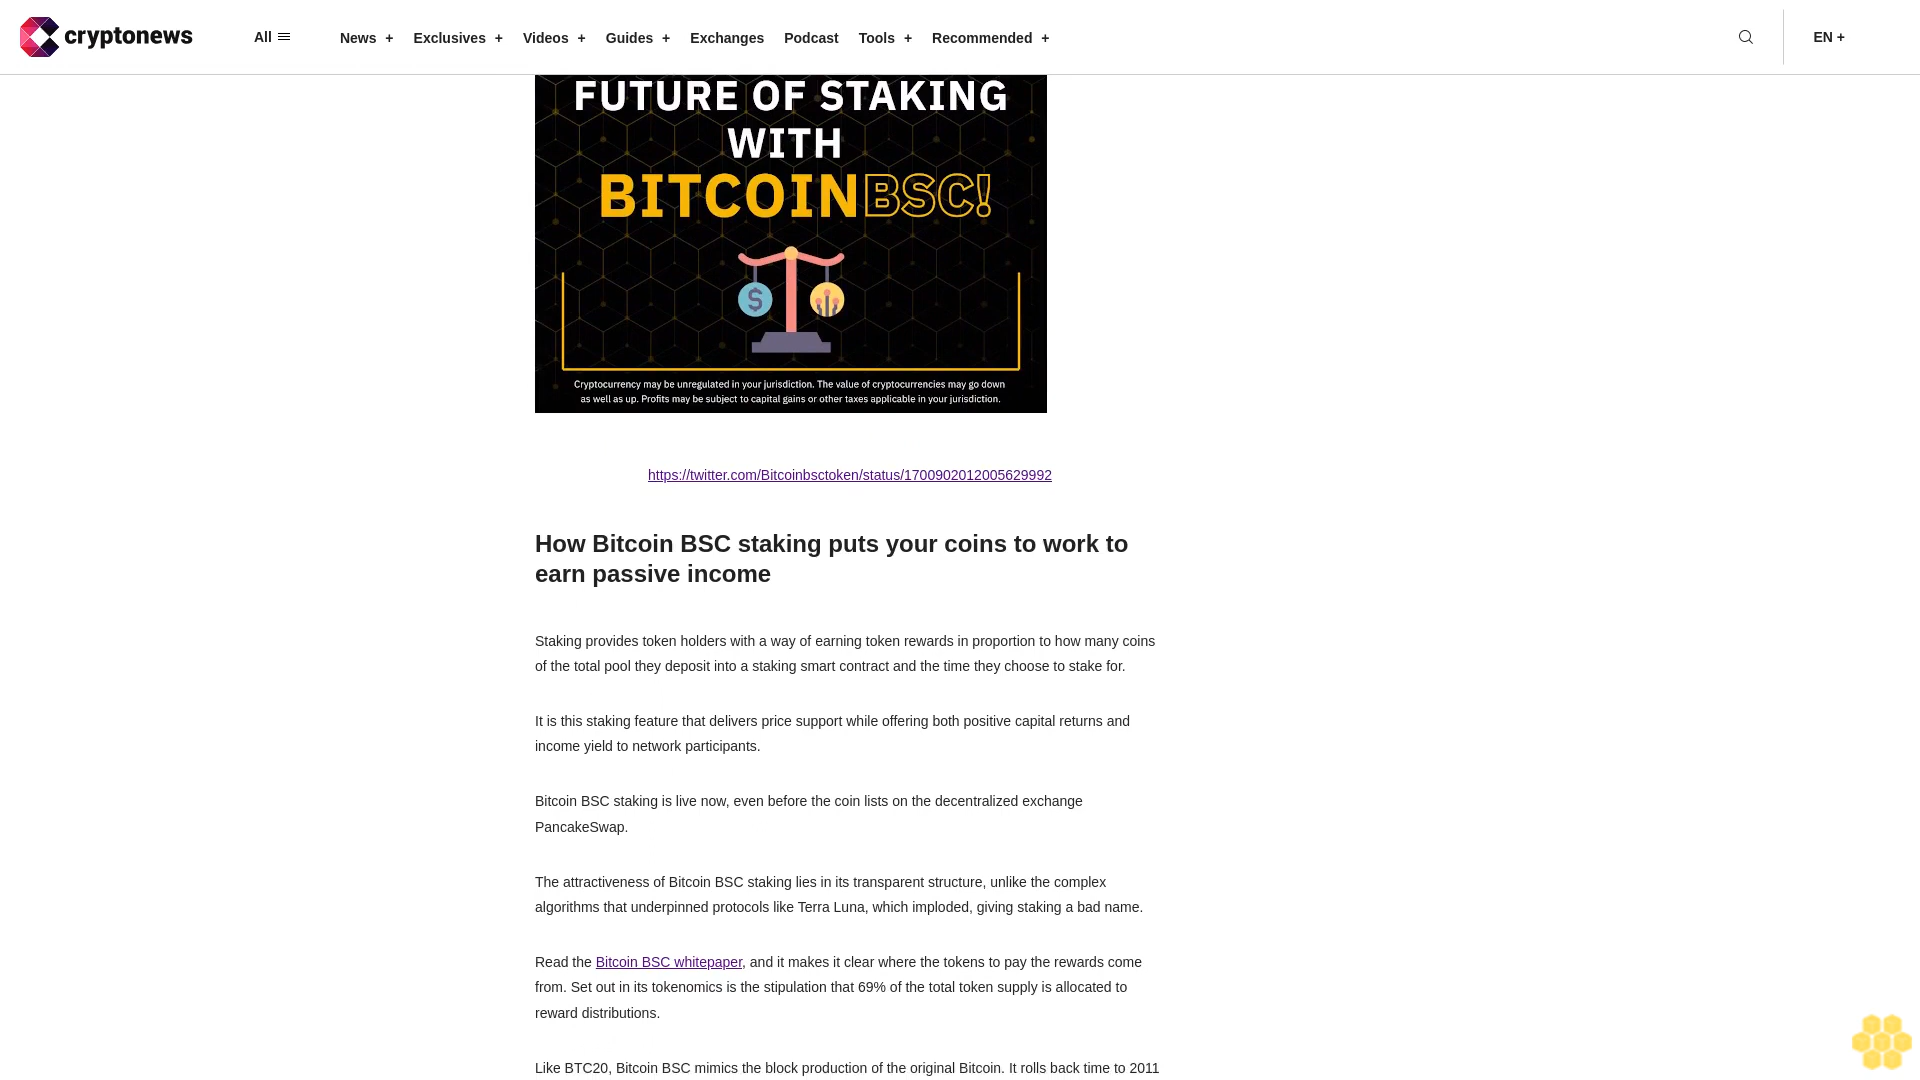 cryptonews
All
News + Exclusives + Videos + Guides + Exchanges Podcast Tools + Recommended +
EN +
FUTURE OF STAKING
WITH
BITCOINBSC!
$
Cryptocurrency may be unregulated in your jurisdiction. The value of cryptocurrencies may go down
as well as up. Profits may be subject to capital gains or other taxes applicable in your jurisdiction.
https://twitter.com/Bitcoinbsctoken/status/1700902012005629992
How Bitcoin BSC staking puts your coins to work to
earn passive income
Staking provides token holders with a way of earning token rewards in proportion to how many coins
of the total pool they deposit into a staking smart contract and the time they choose to stake for.
It is this staking feature that delivers price support while offering both positive capital returns and
income yield to network participants.
Bitcoin BSC staking is live now, even before the coin lists on the decentralized exchange
PancakeSwap.
The attractiveness of Bitcoin BSC staking lies in its transparent structure, unlike the complex
algorithms that underpinned protocols like Terra Luna, which imploded, giving staking a bad name.
Read the Bitcoin BSC whitepaper, and it makes it clear where the tokens to pay the rewards come
from. Set out in its tokenomics is the stipulation that 69% of the total token supply is allocated to
reward distributions.
Like BTC20, Bitcoin BSC mimics the block production of the original Bitcoin. It rolls back time to 2011